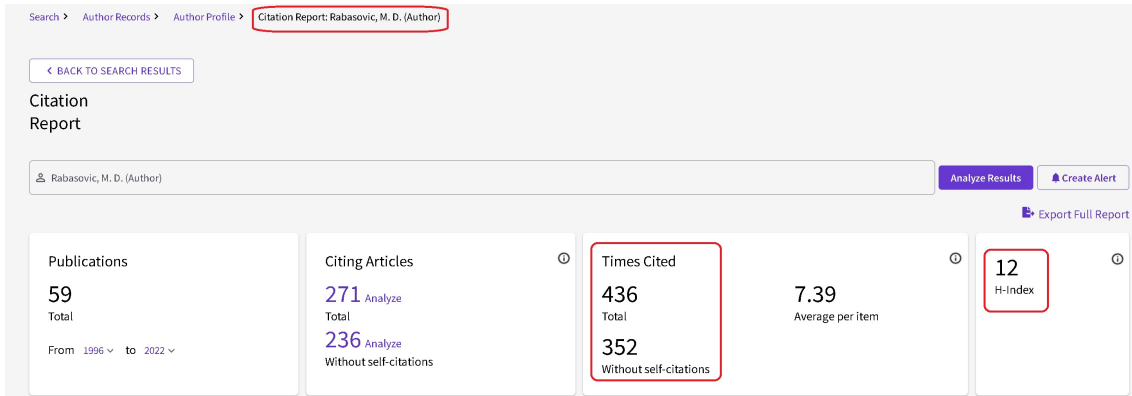 Search > Author Records > Author Profile > Citation Report: Rabasovic, M. D. (Author)
< BACK TO SEARCH RESULTS
Citation
Report
Rabasovic, M. D. (Author)
Analyze Results
Create Alert
Export Full Report
Publications
59
Total
From 1996 to 2022
Citing Articles
271 Analyze
Total
236 Analyze
Without self-citations
Times Cited
436
Total
352
Without self-citations
7.39
Average per item
12
H-Index